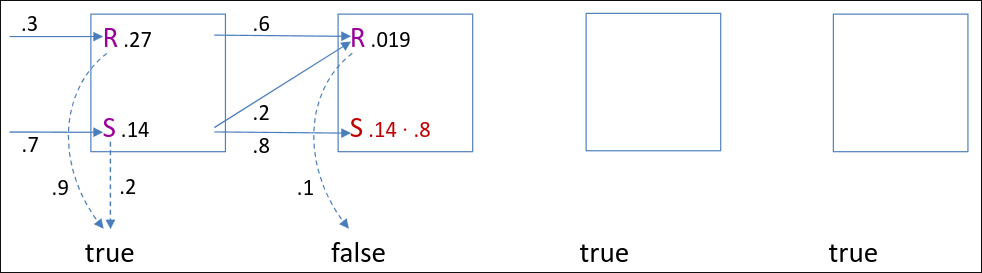 .3
R .27
.6
R .019
.2
S .14
S .14 · .8
.7
.8
.9
.2
.1
true
false
true
true